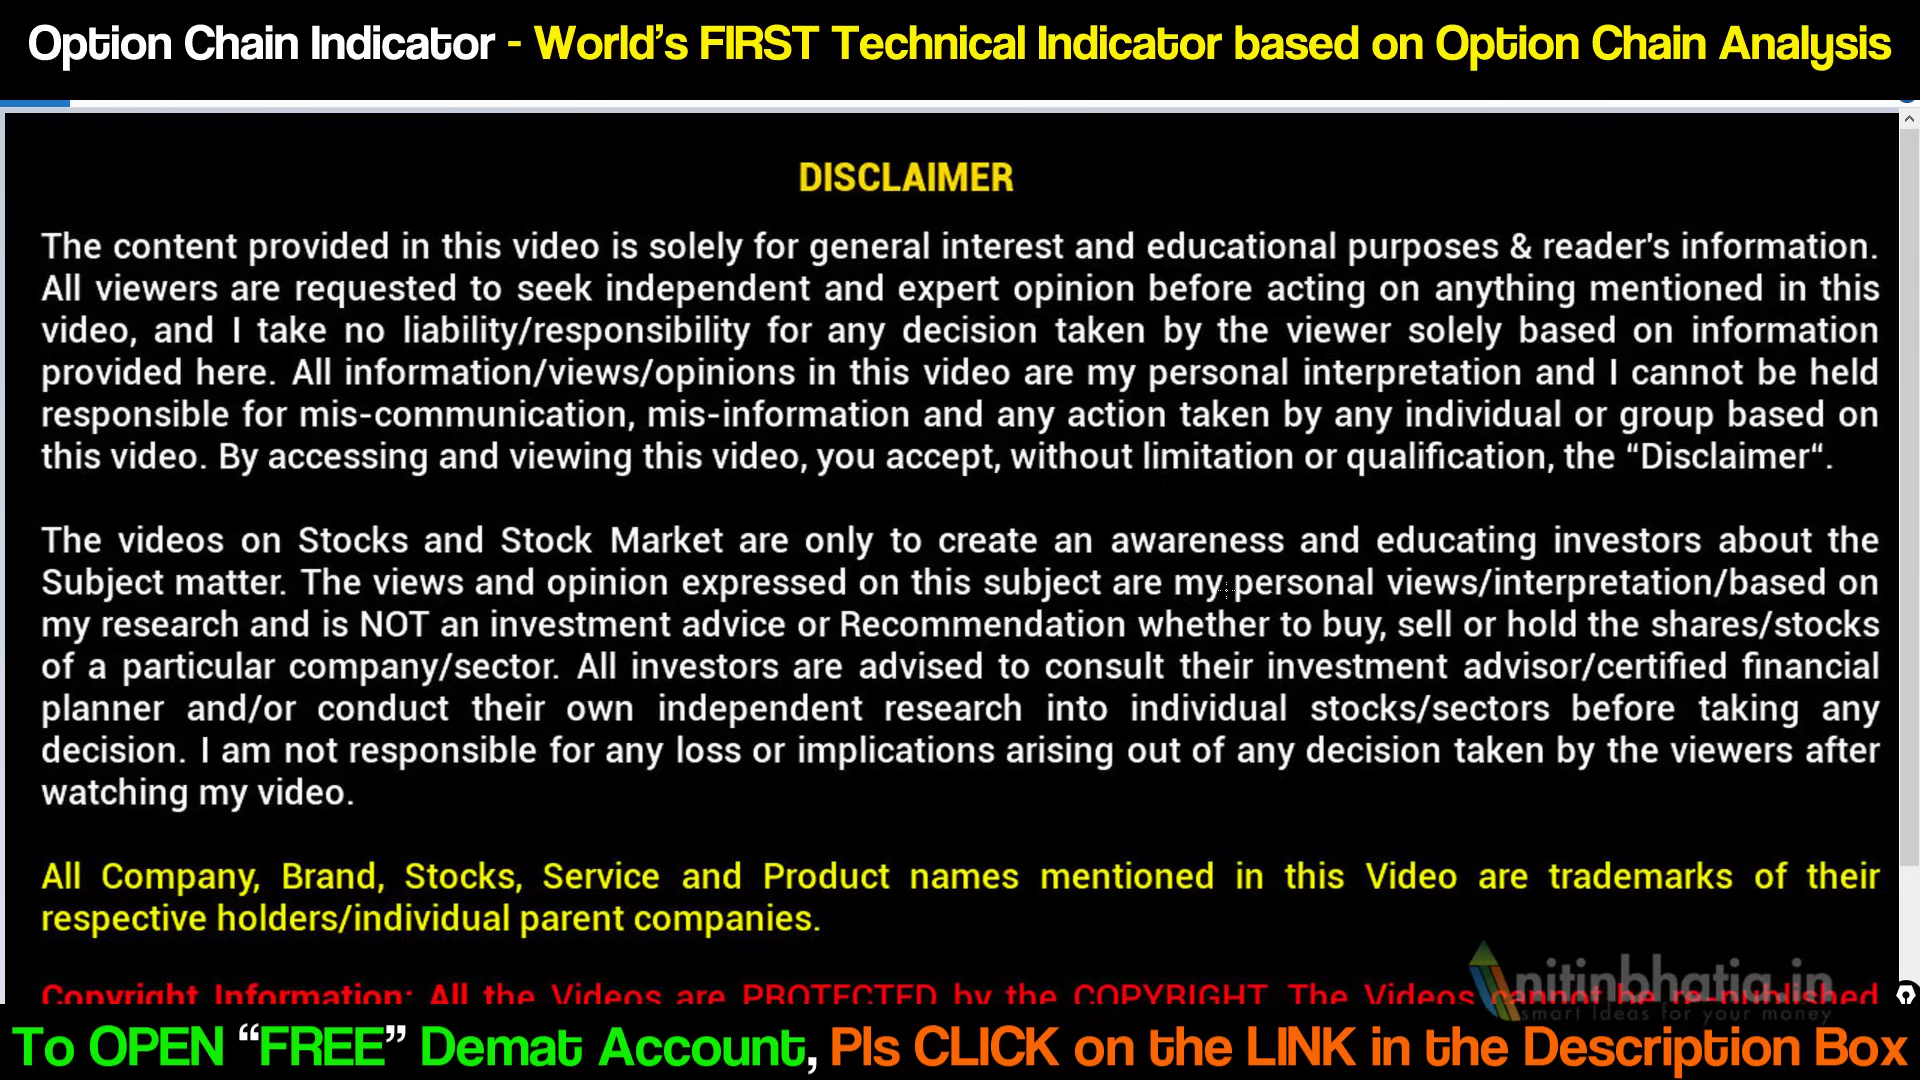 Option Chain Indicator - World's FIRST Technical Indicator based on Option Chain Analysis
DISCLAIMER
The content provided in this video is solely for general interest and educational purposes & reader's information.
All viewers are requested to seek independent and expert opinion before acting on anything mentioned in this
video, and I take no liability/responsibility for any decision taken by the viewer solely based on information
provided here. All information/views/opinions in this video are my personal interpretation and I cannot be held
responsible for mis-communication, mis-information and any action taken by any individual or group based on
this video. By accessing and viewing this video, you accept, without limitation or qualification, the “Disclaimer“.
The videos on Stocks and Stock Market are only to create an awareness and educating investors about the
Subject matter. The views and opinion expressed on this subject are my personal views/interpretation/based on
my research and is NOT an investment advice or Recommendation whether to buy, sell or hold the shares/stocks
of a particular company/sector. All investors are advised to consult their investment advisor/certified financial
planner and/or conduct their own independent research into individual stocks/sectors before taking any
decision. I am not responsible for any loss or implications arising out of any decision taken by the viewers after
watching my video.
All Company, Brand, Stocks, Service and Product names mentioned in this Video are trademarks of their
respective holders/individual parent companies.
Copyright Information: All the Videos are PROTECTED by the COPYRIGHT. The Videos cannot be re-published
nitinbhatia.in
smart Ideas for your money
To OPEN “FREE” Demat Account, Pls CLICK on the LINK in the Description Box